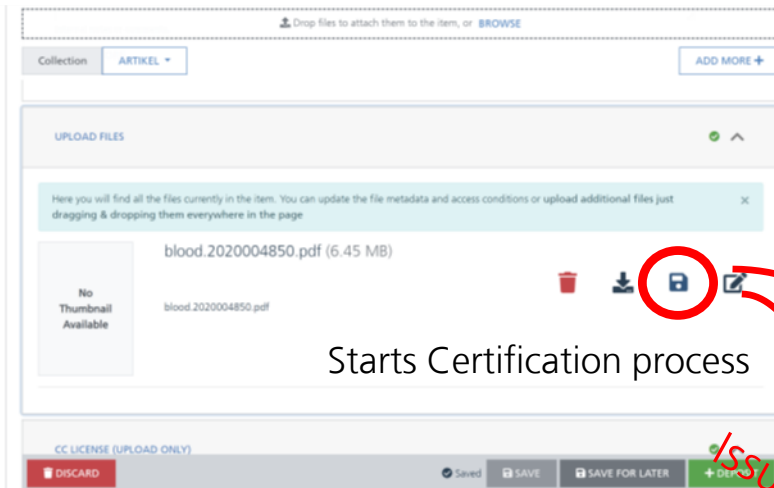 Drop files to attach them to the item, or BROWSE
Collection ARTIKEL ADD MORE +
UPLOAD FILES
Here you will find all the files currently in the item. You can update the file metadata and access conditions or upload additional files just
dragging & dropping them everywhere in the page ×
blood.2020004850.pdf (6.45 MB)
No
Thumbnail
Available
blood.2020004850.pdf
Starts Certification process
CC LICENSE (UPLOAD ONLY)
DISCARD Saved SAVE SAVE FOR LATER